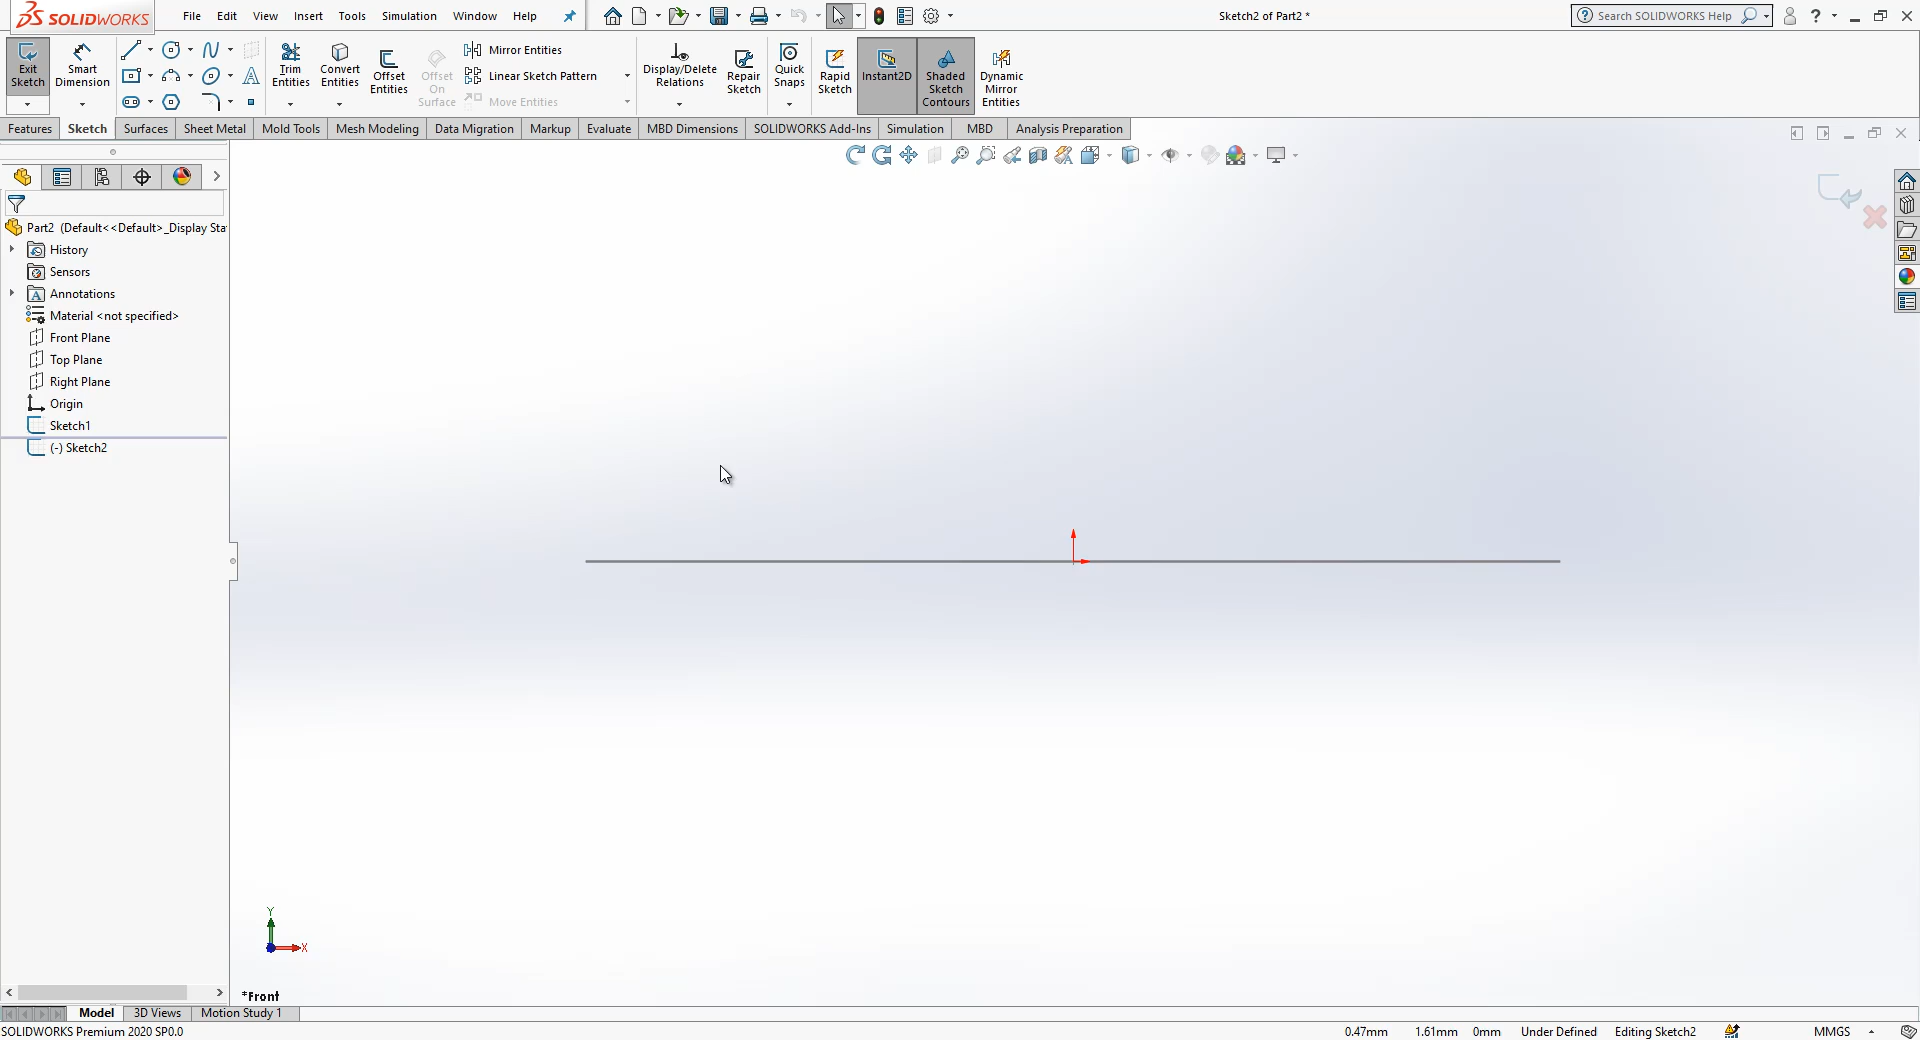 SOLIDWORKS
File Edit View Insert Tools Simulation Window Help
Sketch2 of Part2 *
Search SOLIDWORKS Help
Exit Sketch
Smart Dimension
Trim Entities
Convert Entities
Offset Entities
Offset On Surface
Mirror Entities
Linear Sketch Pattern
Move Entities
Display/Delete Relations
Repair Sketch
Quick Snaps
Rapid Sketch
Instant2D
Shaded Sketch Contours
Dynamic Mirror Entities
Features Sketch Surfaces Sheet Metal Mold Tools Mesh Modeling Data Migration Markup Evaluate MBD Dimensions SOLIDWORKS Add-Ins Simulation MBD Analysis Preparation
Part2 (Default<<Default>_Display Sta
History
Sensors
Annotations
Material <not specified>
Front Plane
Top Plane
Right Plane
Origin
Sketch1
(-) Sketch2
Y
X
*Front
Model 3D Views Motion Study 1
SOLIDWORKS Premium 2020 SP0.0
0.47mm 1.61mm 0mm Under Defined Editing Sketch2 MMGS